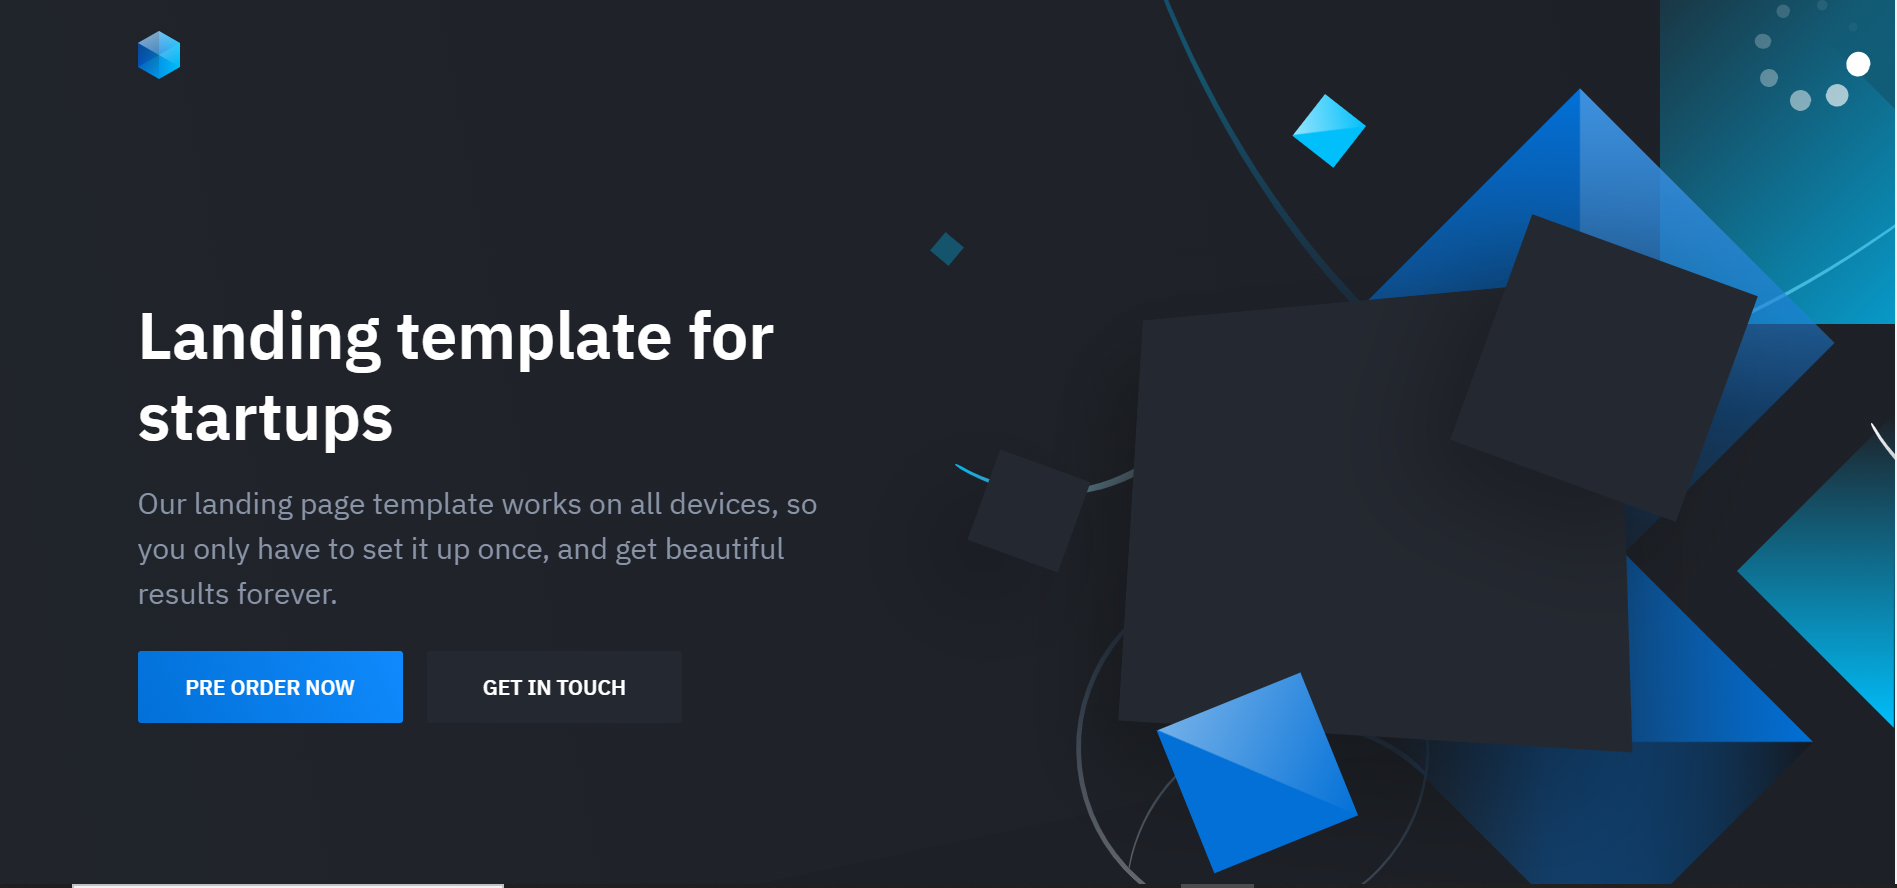 Landing template for
startups
Our landing page template works on all devices, so
you only have to set it up once, and get beautiful
results forever.
PRE ORDER NOW
GET IN TOUCH